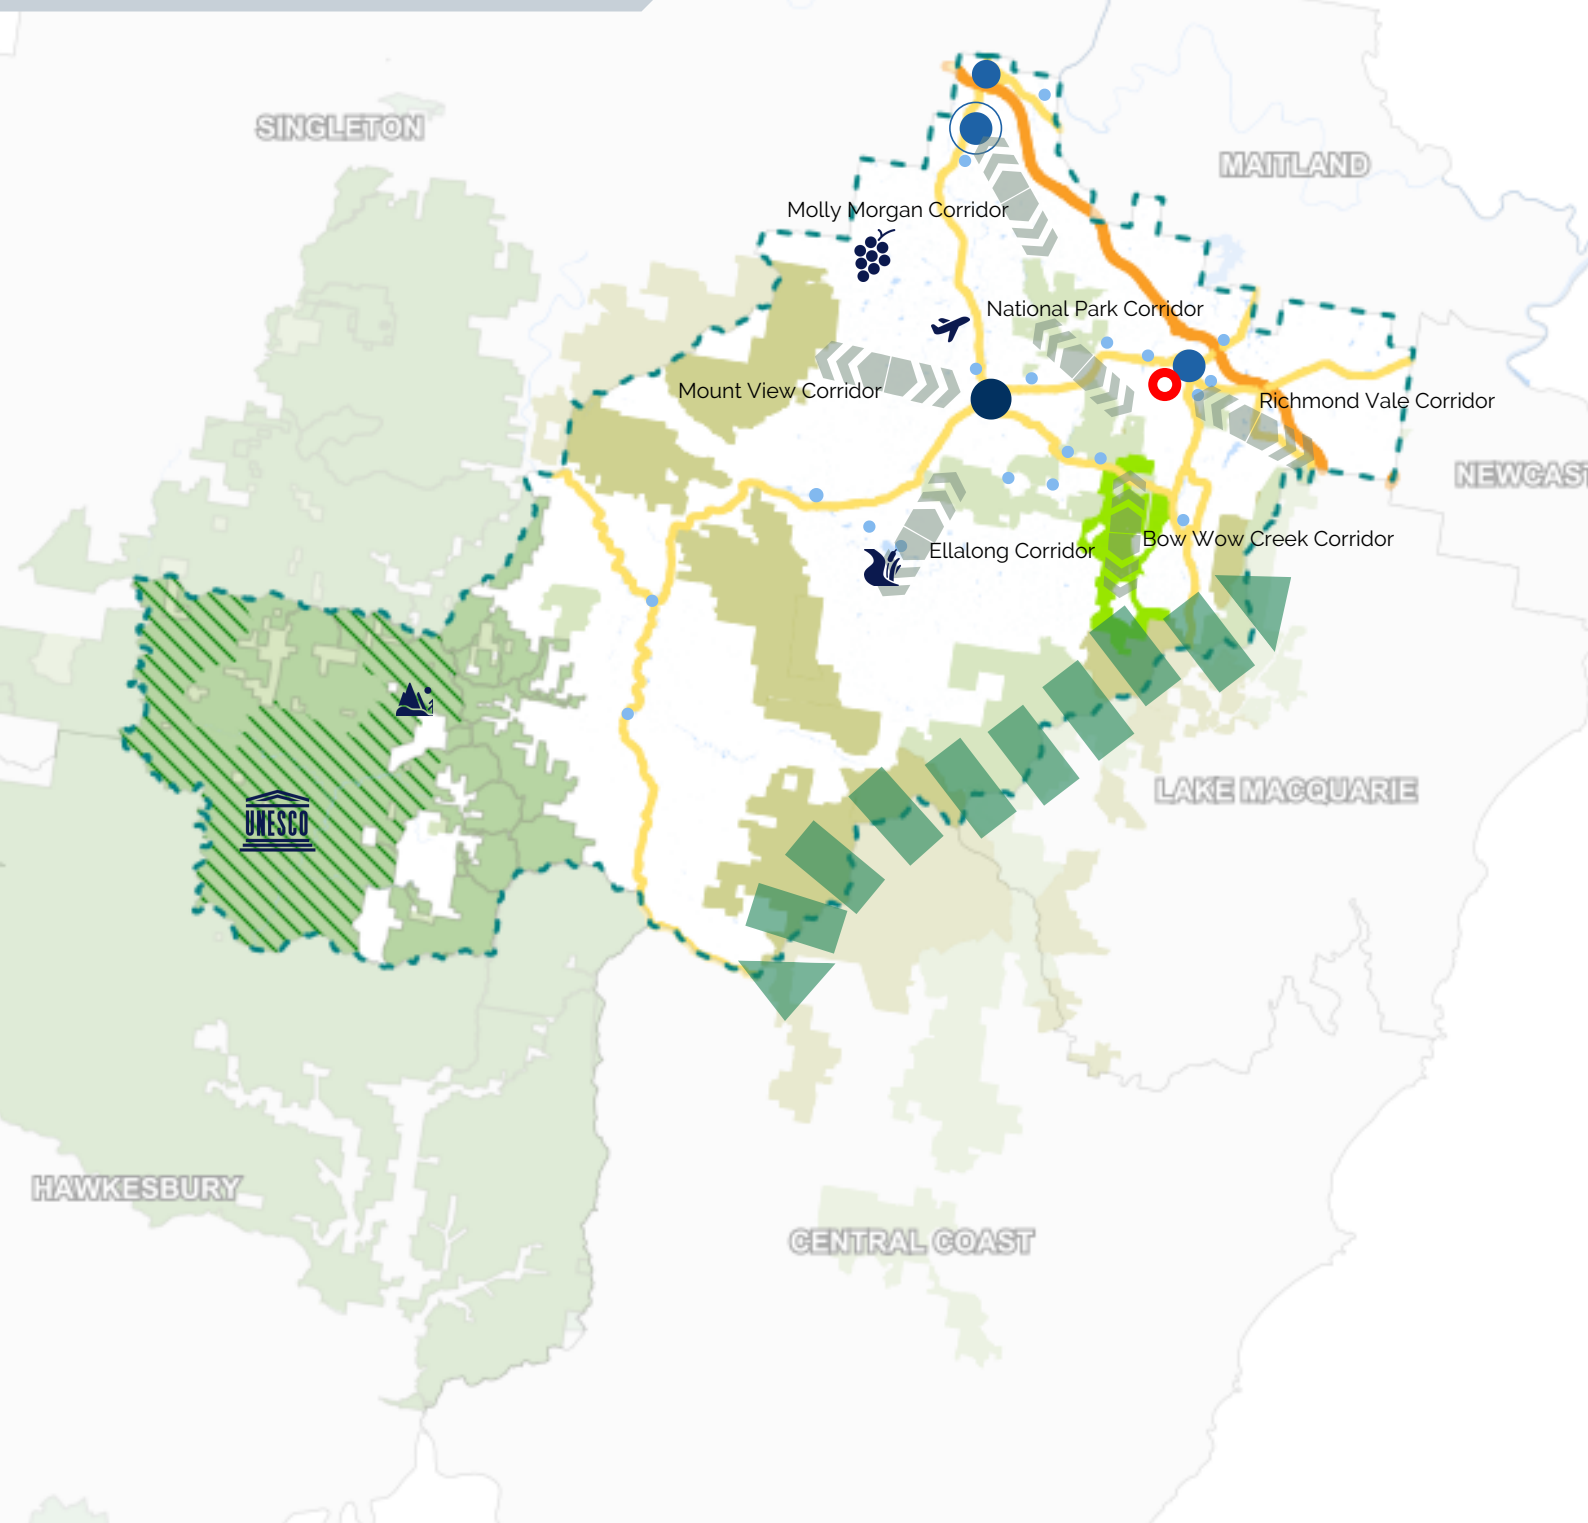 SINGLETON
MAITLAND
Molly Morgan Corridor
National Park Corridor
Mount View Corridor
Richmond Vale Corridor
NEWCAST
Bow Wow Creek Corridor
Ellalong Corridor
LAKE MACQUARIE
UNESCO
HAWKESBURY
CENTRAL COAST